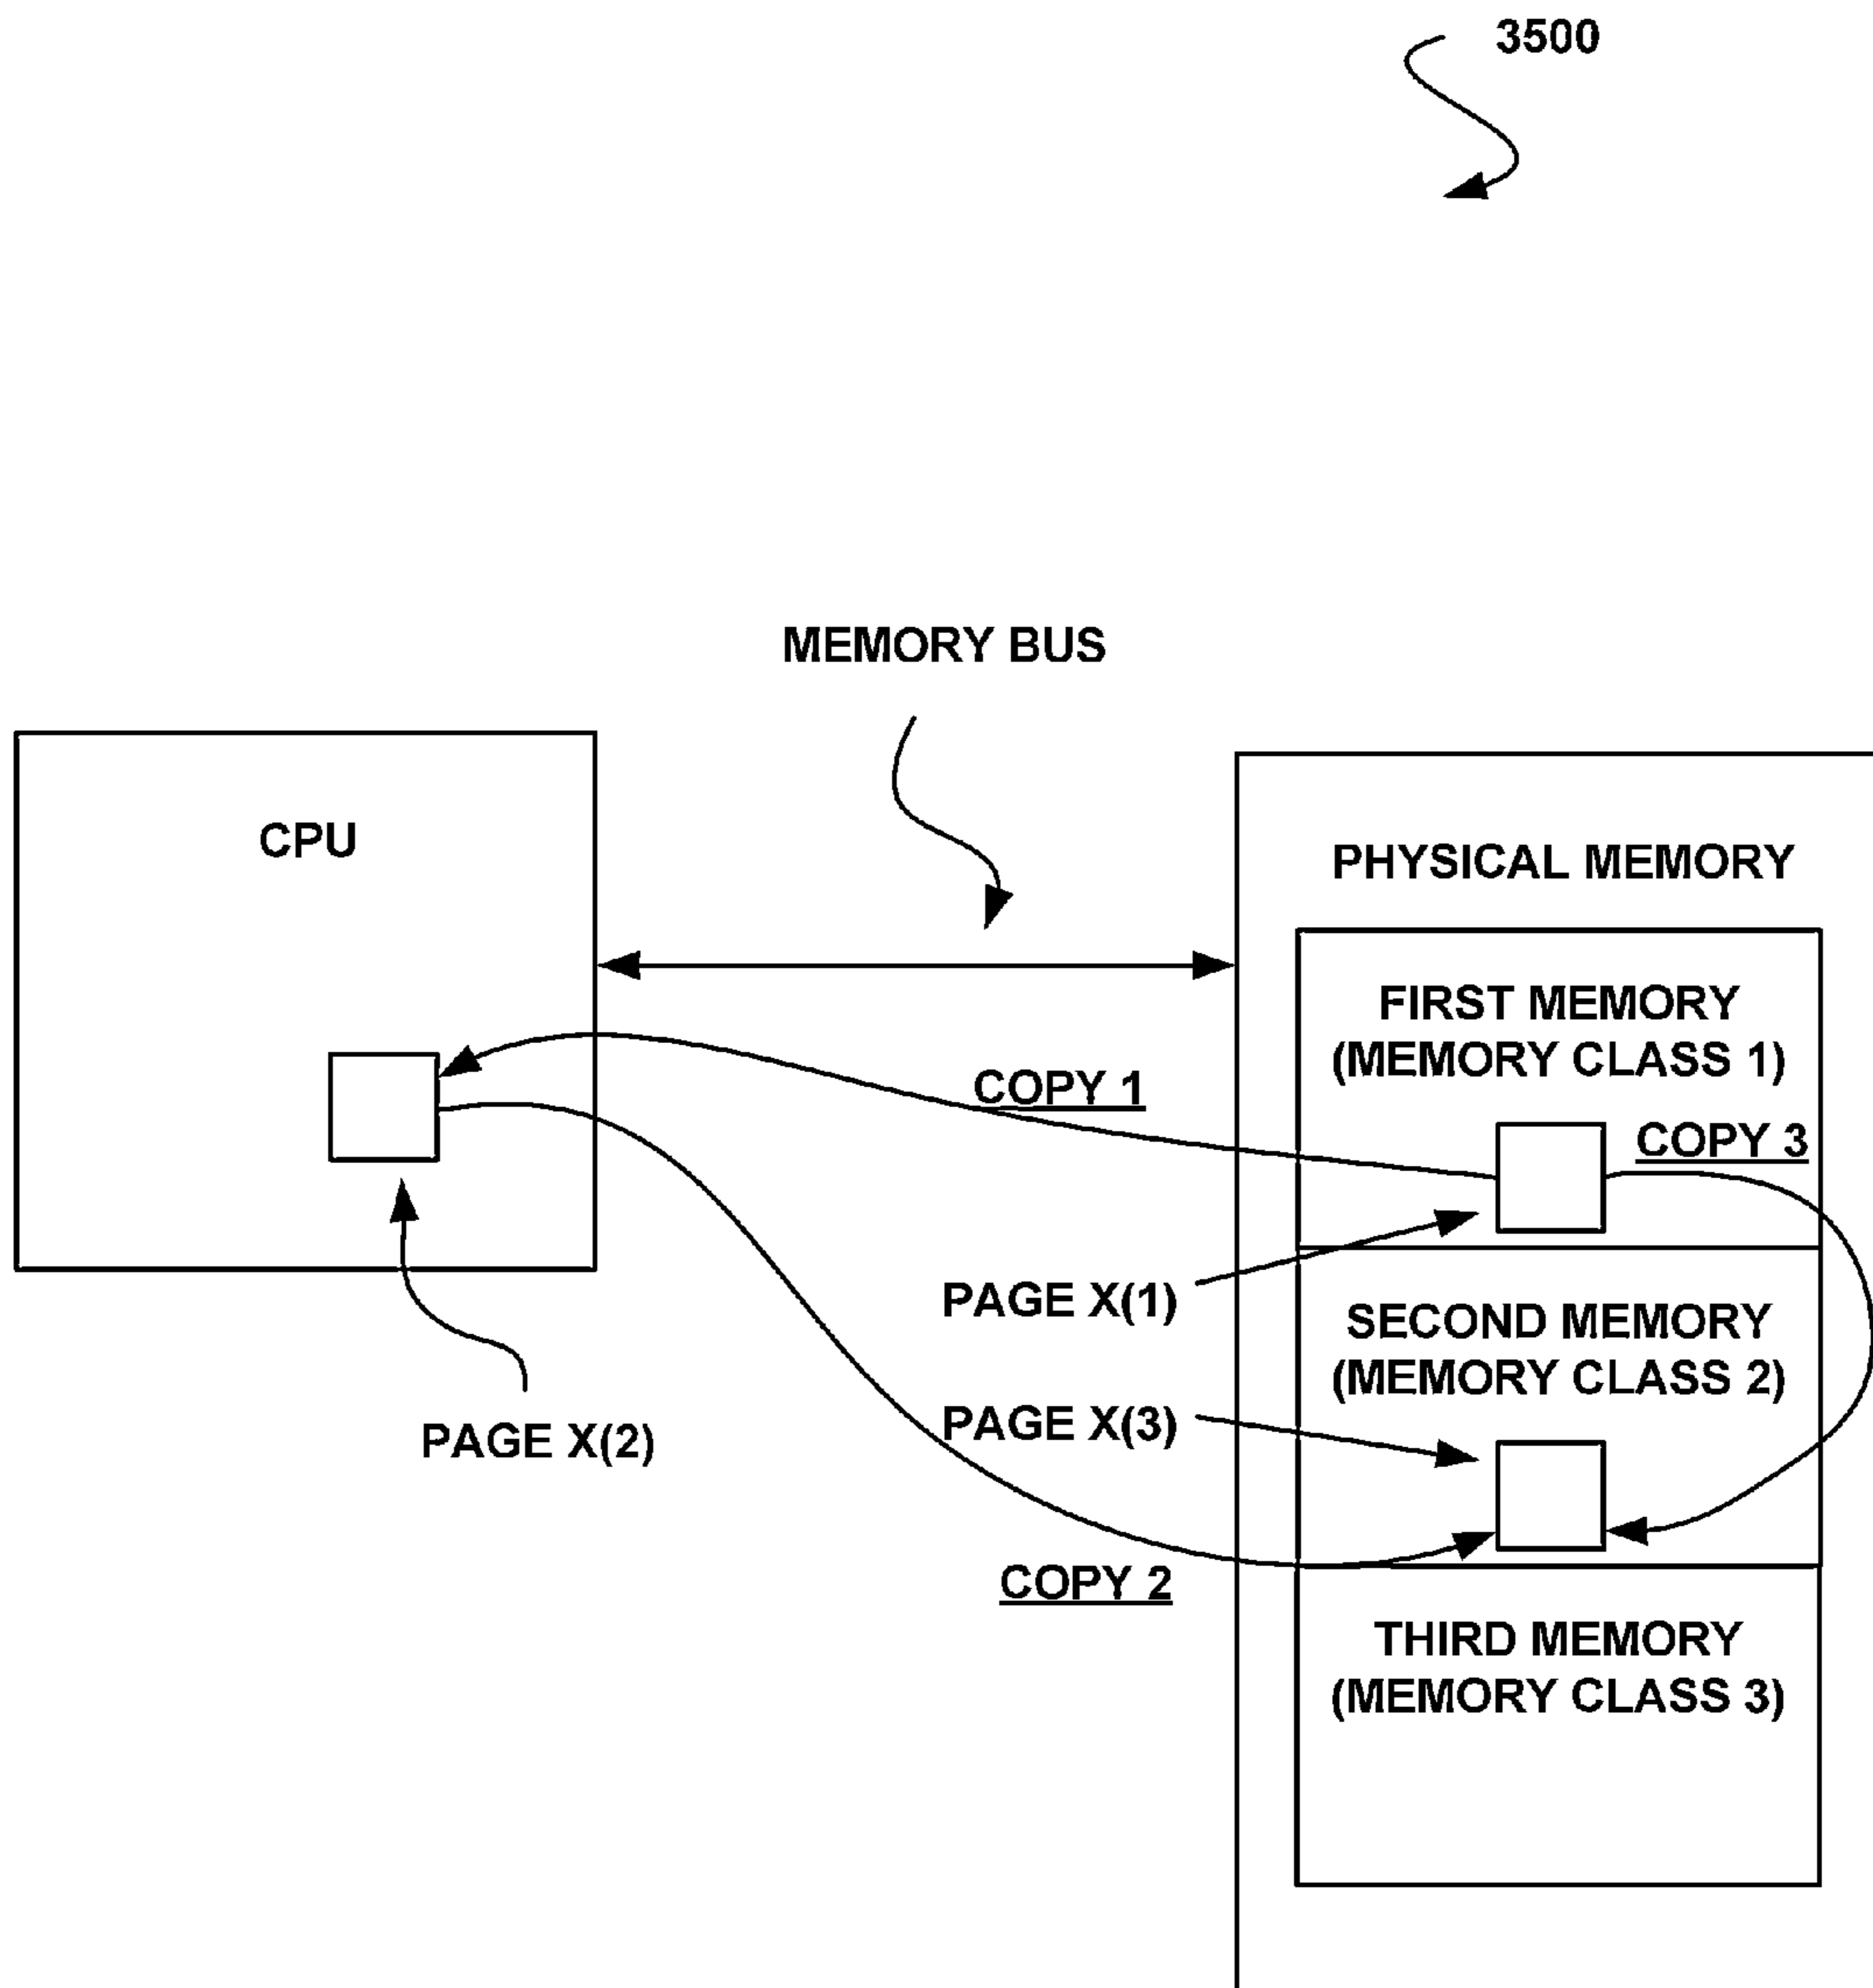 3500
MEMORY BUS
CPU
PHYSICAL MEMORY
FIRST MEMORY
(MEMORY CLASS 1)
COPY 1
COPY 3
PAGE X(1)
SECOND MEMORY
(MEMORY CLASS 2)
PAGE X(3)
PAGE X(2)
COPY 2
THIRD MEMORY
(MEMORY CLASS 3)